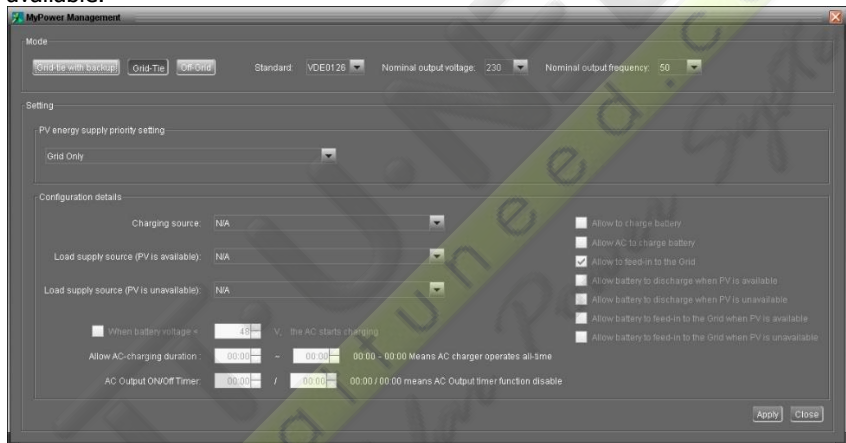 available.
MyPower Management
Mode
Grid-tie with backup Grid-Tie Off-Grid Standard: VDE0126 Nominal output voltage: 230 Nominal output frequency: 50
Setting
PV energy supply priority setting
Grid Only
Configuration details
Charging source: N/A
Load supply source (PV is available): N/A
Load supply source (PV is unavailable): N/A
Allow to charge battery
Allow AC to charge battery
Allow to feed-in to the Grid
Allow battery to discharge when PV is available
Allow battery to discharge when PV is unavailable
Allow battery to feed-in to the Grid when PV is available
Allow battery to feed-in to the Grid when PV is unavailable
When battery voltage < 48 V, the AC starts charging
Allow AC-charging duration : 00:00 – 00:00 00:00 - 00:00 Means AC charger operates all-time
AC Output ON/Off Timer: 00:00 / 00:00 00:00 / 00:00 means AC Output timer function disable
Apply Close